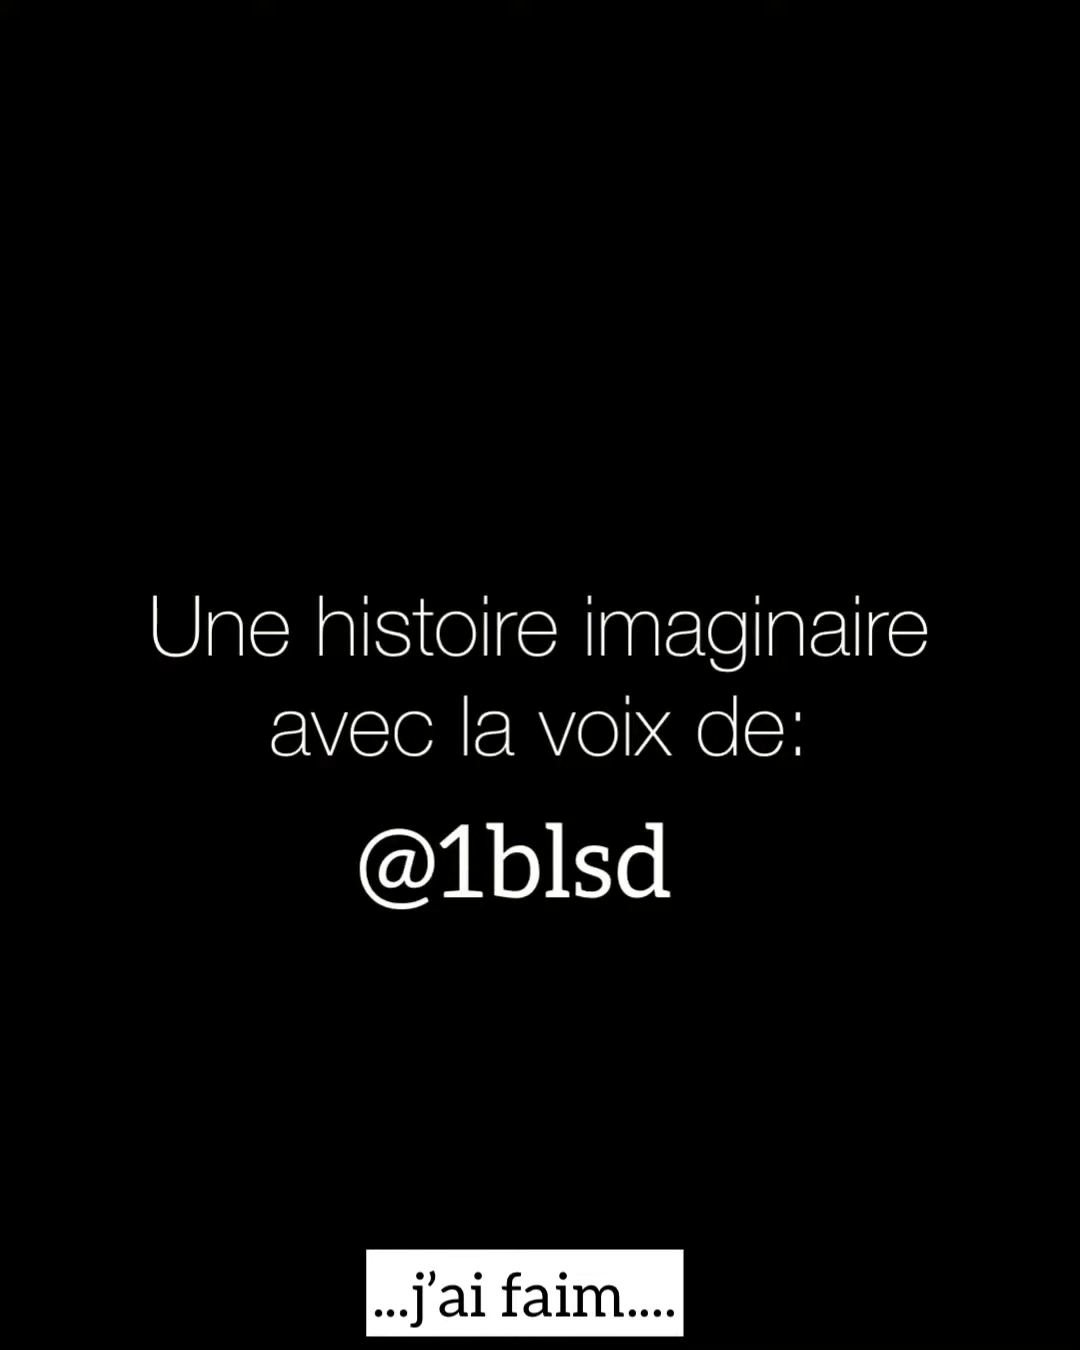 Une histoire imaginaire
avec la voix de:
@1blsd
...j’ai faim....